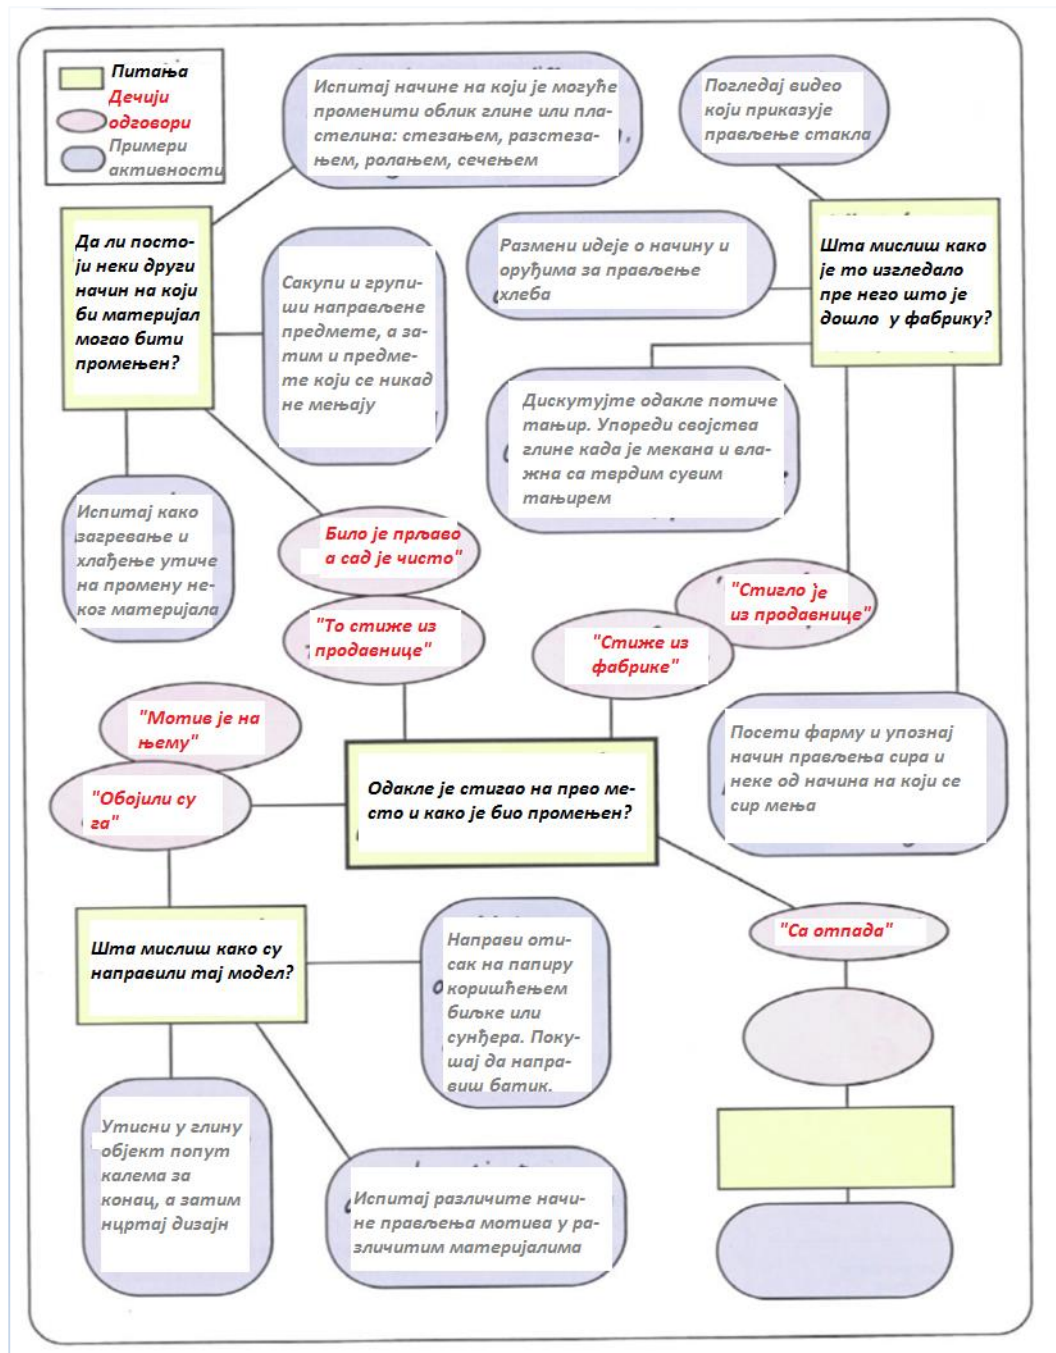 Питања
Дечији
одговори
Примери
активности
Испитај начине на који је могуће
променити облик глине или пла-
стелина: стезањем, разстеза-
њем, ролањем, сечењем
Погледај видео
који приказује
прављење стакла
Да ли посто-
ји неки други
начин на који
би материјал
могао бити
промењен?
Сакупи и групи-
ши направљене
предмете, а за-
тим и предме-
те који се никад
не мењају
Размени идеје о начину и
оруђима за прављење
хлеба
Шта мислиш како
је то изгледало
пре него што је
дошло у фабрику?
Дискутујте одакле потиче
тањир. Упореди својства
глине када је мекана и вла-
жна са тврдим сувим
тањирем
Испитај како
загревање и
хлађење утиче
на промену не-
ког материјала
Било је прљаво
а сад је чисто"
"То стиже из
продавнице"
"Стигло је
из продавнице"
"Стиже из
фабрике"
"Мотив је на
њему"
"Обојили су
га"
Одакле је стигао на прво ме-
сто и како је био промењен?
Посети фарму и упознај
начин прављења сира и
неке од начина на који се
сир мења
Шта мислиш како су
направили тај модел?
Направи оти-
сак на папиру
коришћењем
биљке или
сунђера. Поку-
шај да напра-
виш батик.
"Са отпада"
Утисни у глину
објект попут
калема за
конац, а затим
нцртај дизајн
Испитај различите начи-
не прављења мотива у ра-
зличитим материјалима